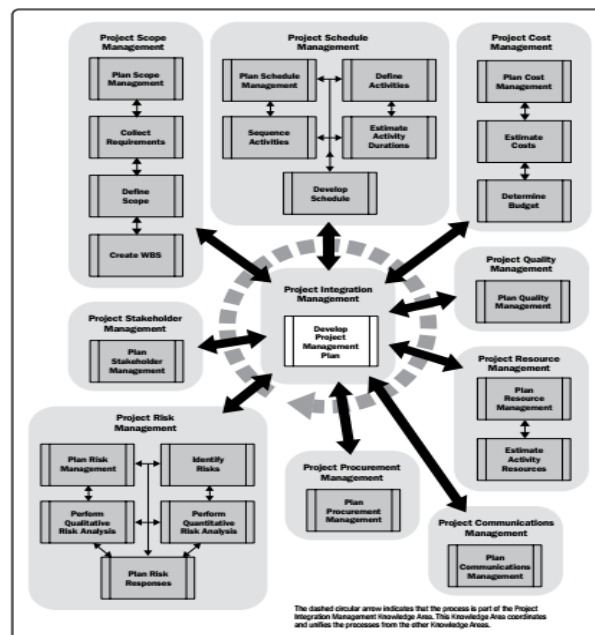 Project Scope
Management
Plan Scope
Management
Collect
Requirements
Define
Scope
Create WBS
Project Schedule
Management
Plan Schedule
Management
Define
Activities
Sequence
Activities
Estimate
Activity
Durations
Develop
Schedule
Project Cost
Management
Plan Cost
Management
Estimate
Costs
Determine
Budget
Project Integration
Management
Develop
Project
Management
Plan
Project Quality
Management
Plan Quality
Management
Project Stakeholder
Management
Plan
Stakeholder
Management
Project Resource
Management
Plan
Resource
Management
Estimate
Activity
Resources
Project Risk
Management
Plan Risk
Management
Identify
Risks
Perform
Qualitative
Risk Analysis
Perform
Quantitative
Risk Analysis
Plan Risk
Responses
Project Procurement
Management
Plan
Procurement
Management
Project Communications
Management
Plan
Communications
Management
The dashed circular arrow indicates that the process is part of the Project
Integration Management Knowledge Area. This Knowledge Area coordinates
and unifies the processes from the other Knowledge Areas.